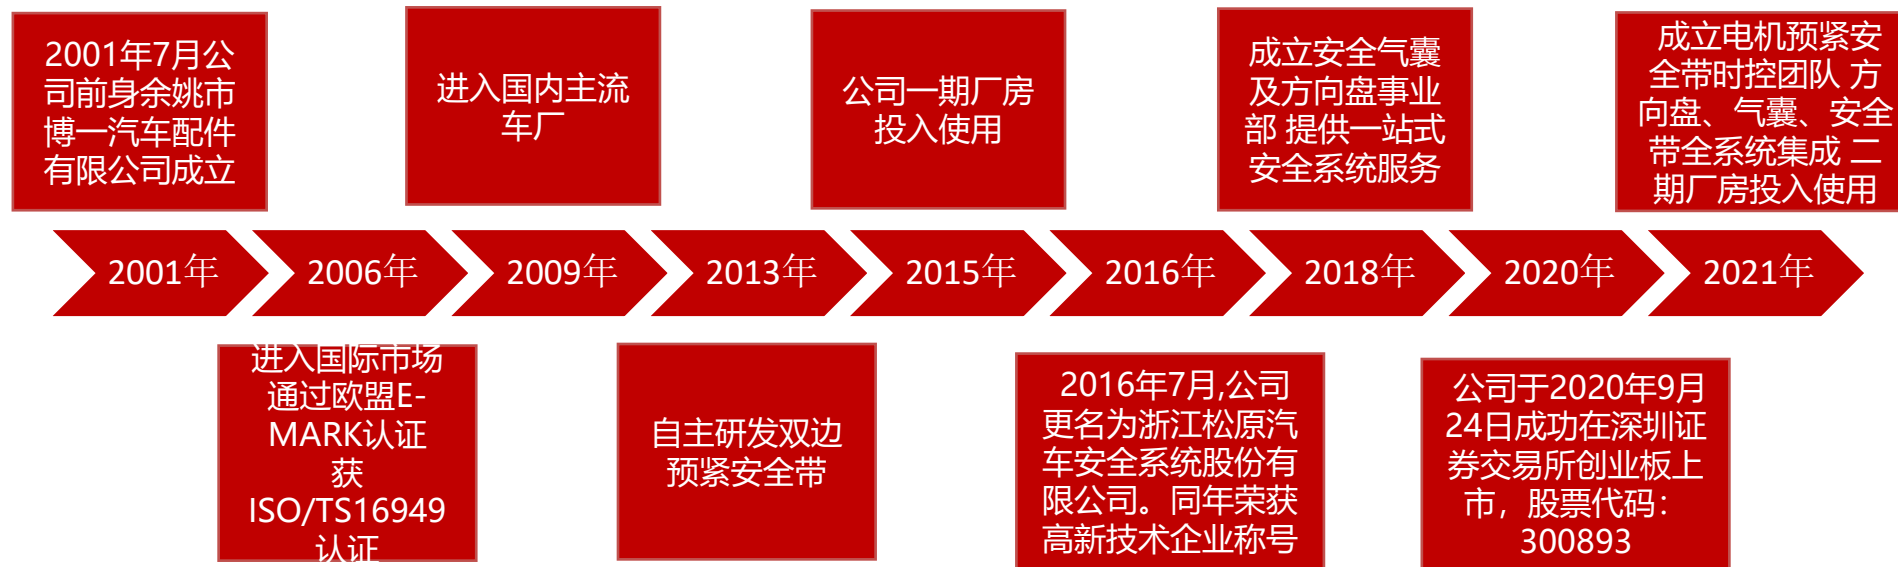 2001年7月公
司前身余姚市
博一汽车配件
有限公司成立
进入国内主流
车厂
公司一期厂房
投入使用
成立安全气囊
及方向盘事业
部 提供一站式
安全系统服务
成立电机预紧安
全带时控团队 方
向盘、气囊、安全
带全系统集成 二
期厂房投入使用
2001年
2006年
2009年
2013年
2015年
2016年
2018年
2020年
2021年
进入国际市场
通过欧盟E-
MARK认证
获
ISO/TS16949
认证
自主研发双边
预紧安全带
2016年7月,公司
更名为浙江松原汽
车安全系统股份有
限公司。同年荣获
高新技术企业称号
公司于2020年9月
24日成功在深圳证
券交易所创业板上
市，股票代码：
300893